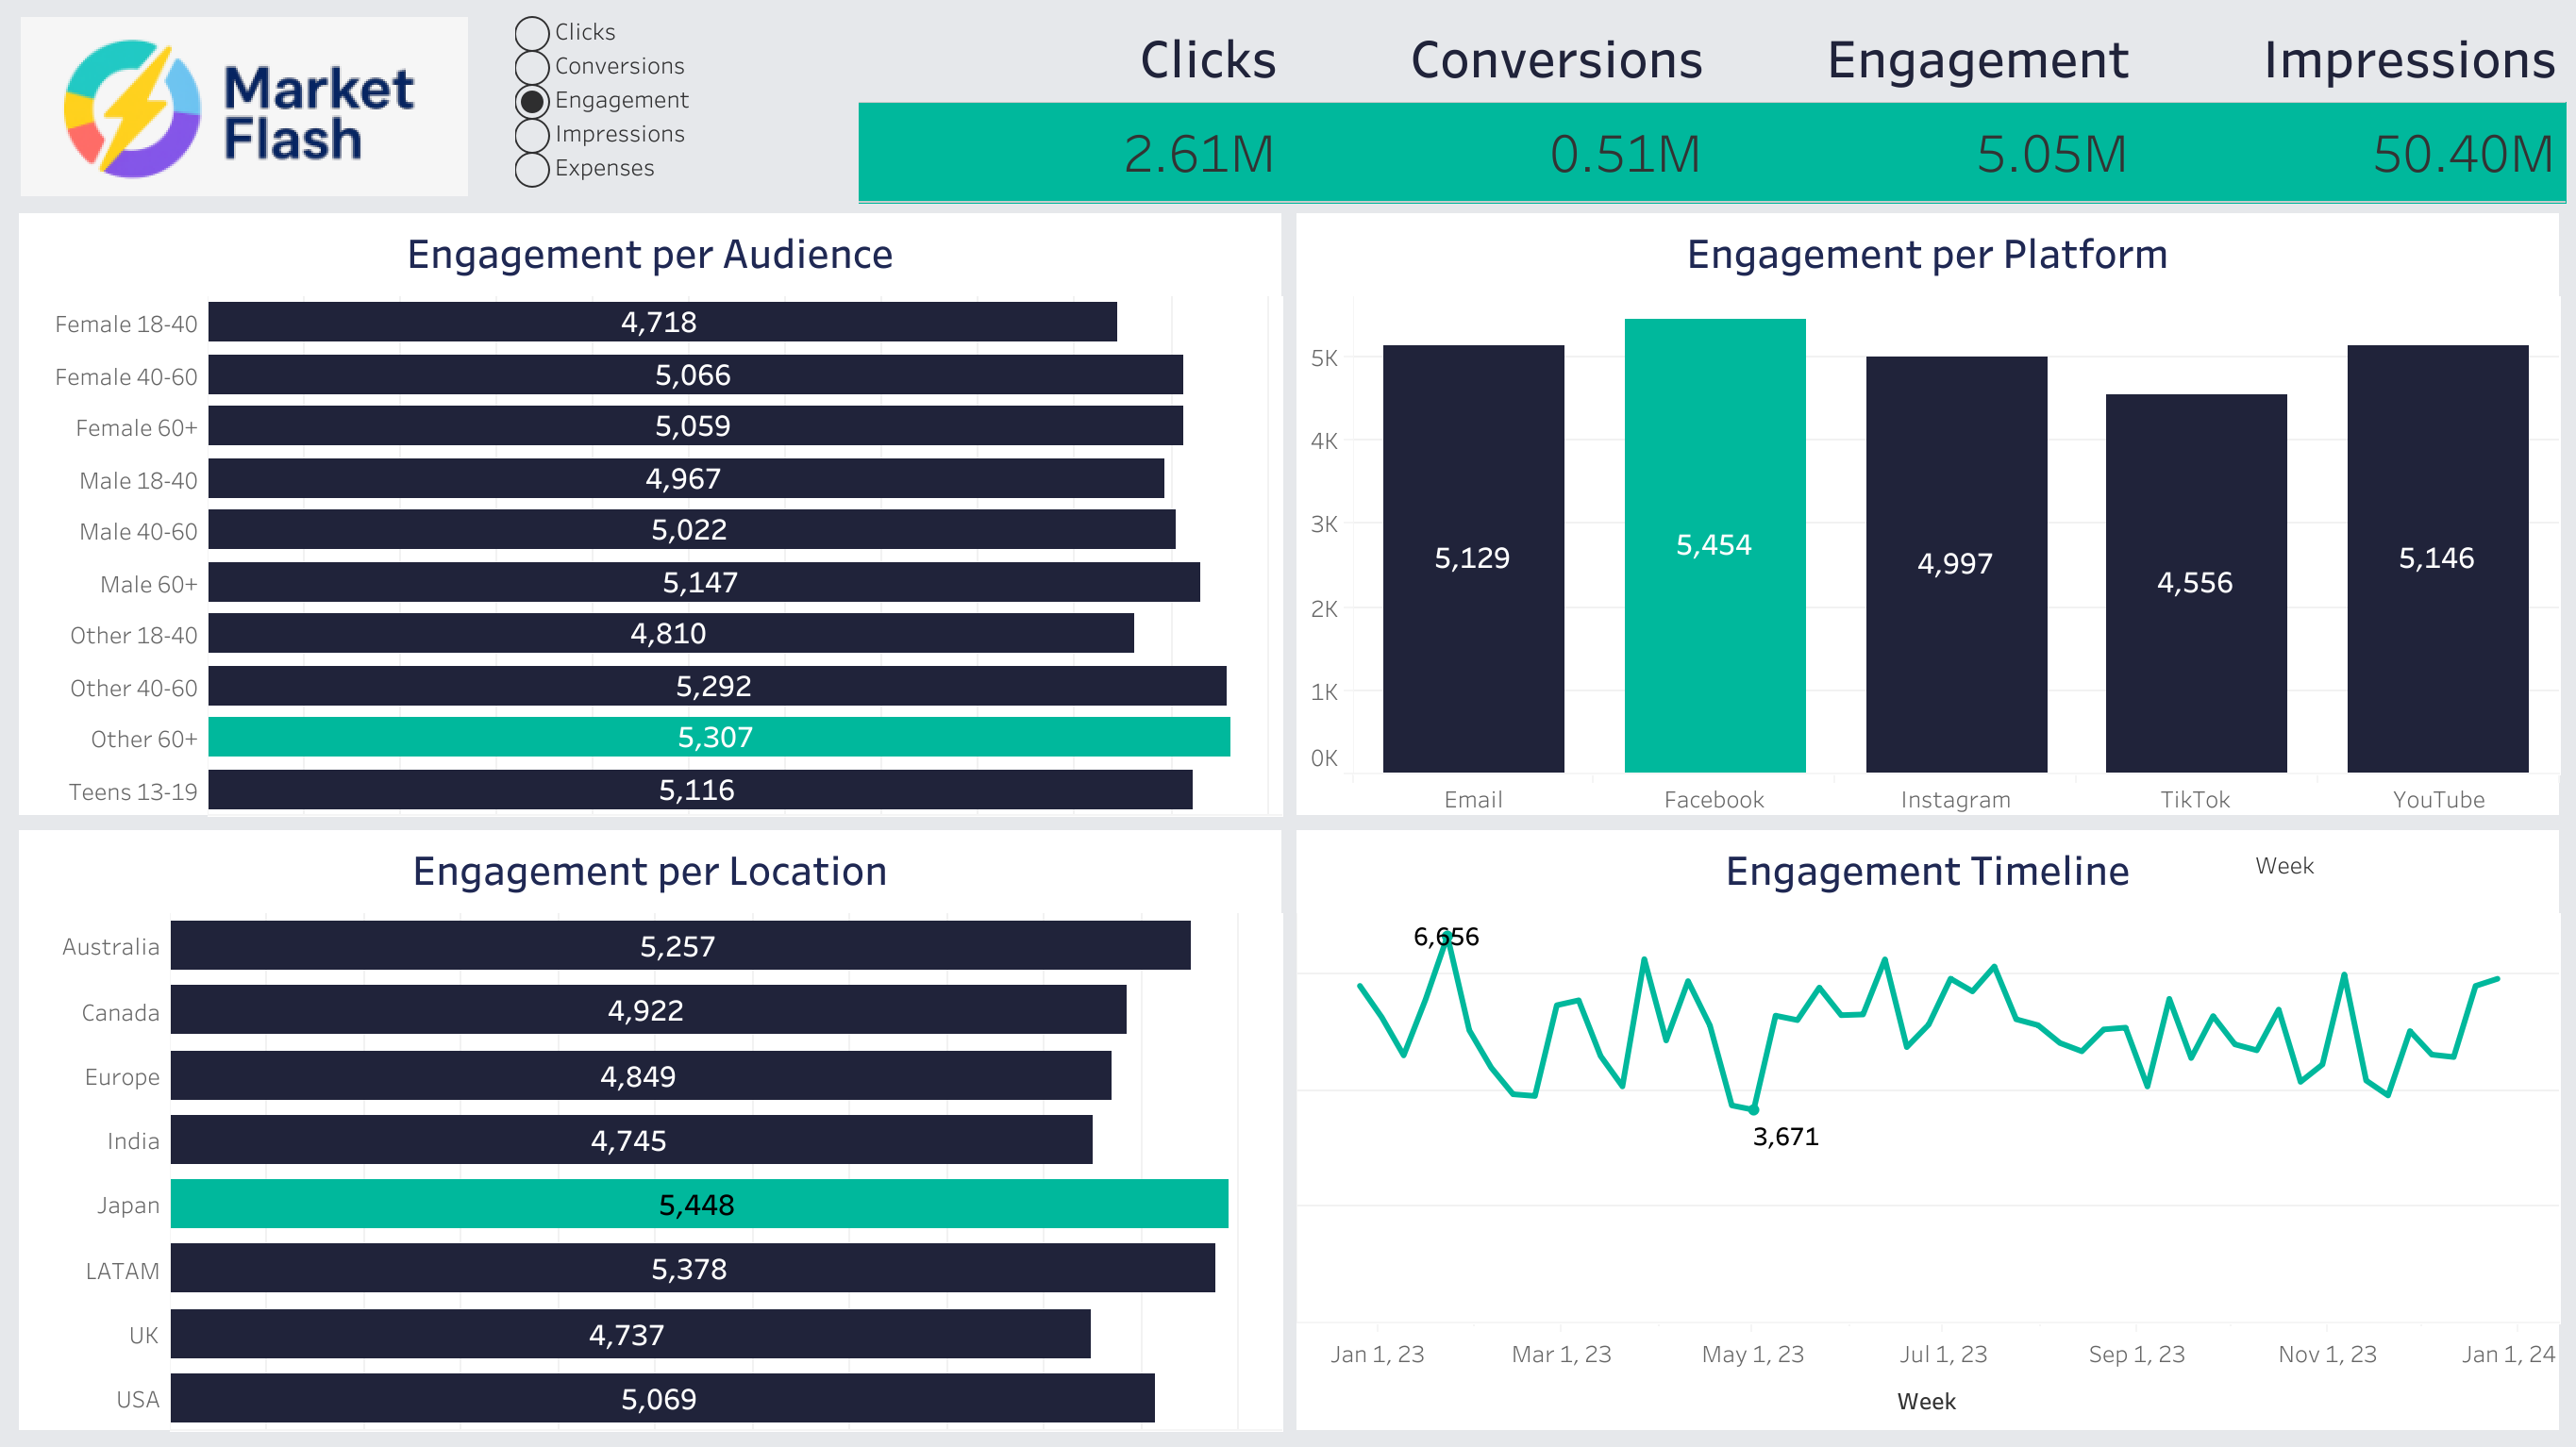 Market
Flash
Clicks
Conversions
Engagement
Impressions
Expenses
Clicks Conversions Engagement Impressions
2.61M 0.51M 5.05M 50.40M
Engagement per Audience
Female 18-40 4,718
Female 40-60 5,066
Female 60+ 5,059
Male 18-40 4,967
Male 40-60 5,022
Male 60+ 5,147
Other 18-40 4,810
Other 40-60 5,292
Other 60+ 5,307
Teens 13-19 5,116
Engagement per Platform
5K
4K
3K
2K
1K
0K
5,129 5,454 4,997 4,556 5,146
Email Facebook Instagram TikTok YouTube
Engagement per Location
Australia 5,257
Canada 4,922
Europe 4,849
India 4,745
Japan 5,448
LATAM 5,378
UK 4,737
USA 5,069
Engagement Timeline
Week
6,656
3,671
Jan 1, 23 Mar 1, 23 May 1, 23 Jul 1, 23 Sep 1, 23 Nov 1, 23 Jan 1, 24
Week